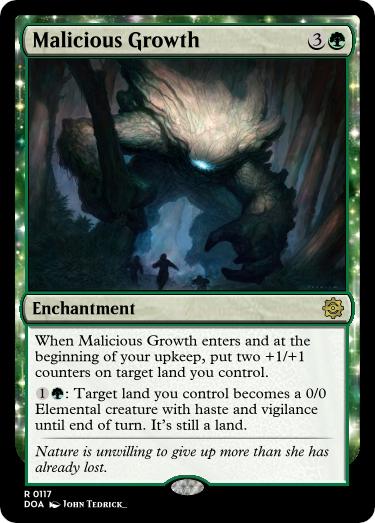 Malicious Growth 3
Enchantment
When Malicious Growth enters and at the
beginning of your upkeep, put two +1/+1
counters on target land you control.
1 : Target land you control becomes a 0/0
Elemental creature with haste and vigilance
until end of turn. It's still a land.
Nature is unwilling to give up more than she has
already lost.
R 0117
DOA John Tedrick_